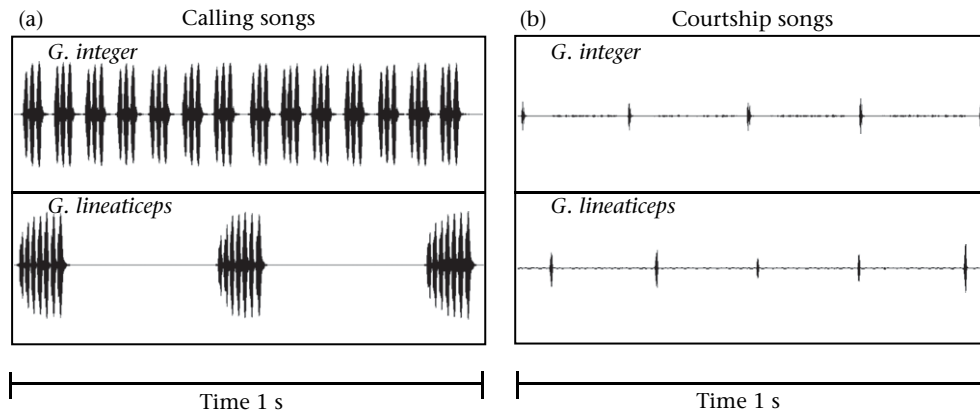 (a)
Calling songs
G. integer
G. lineaticeps
Time 1 s
(b)
Courtship songs
G. integer
G. lineaticeps
Time 1 s